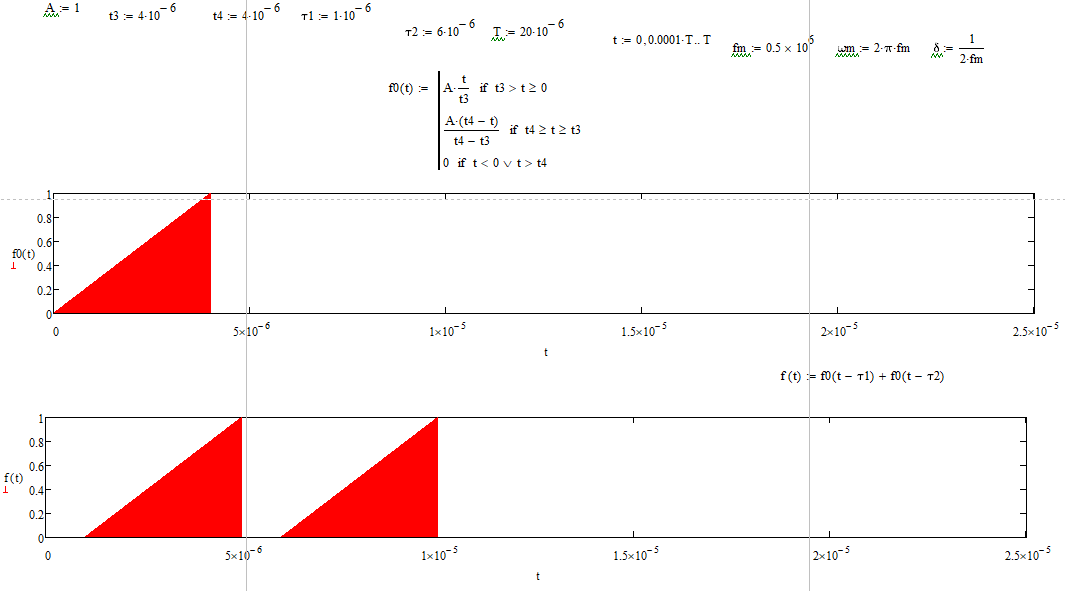 A := 1 t3 := 4·10⁻⁶ t4 := 4·10⁻⁶ τ1 := 1·10⁻⁶
τ2 := 6·10⁻⁶ T := 20·10⁻⁶
t := 0, 0.0001·T.. T
fm := 0.5 × 10⁶ ωm := 2·π·fm δ := 1/(2·fm)
f0(t) := A·t/t3 if t3 > t ≥ 0
A·(t4 − t)/(t4 − t3) if t4 ≥ t ≥ t3
0 if t < 0 ∨ t > t4
1
0.8
0.6
f0(t)
0.4
0.2
0
0 5×10⁻⁶ 1×10⁻⁵ 1.5×10⁻⁵ 2×10⁻⁵ 2.5×10⁻⁵
t
f(t) := f0(t − τ1) + f0(t − τ2)
1
0.8
0.6
f(t)
0.4
0.2
0
0 5×10⁻⁶ 1×10⁻⁵ 1.5×10⁻⁵ 2×10⁻⁵ 2.5×10⁻⁵
t